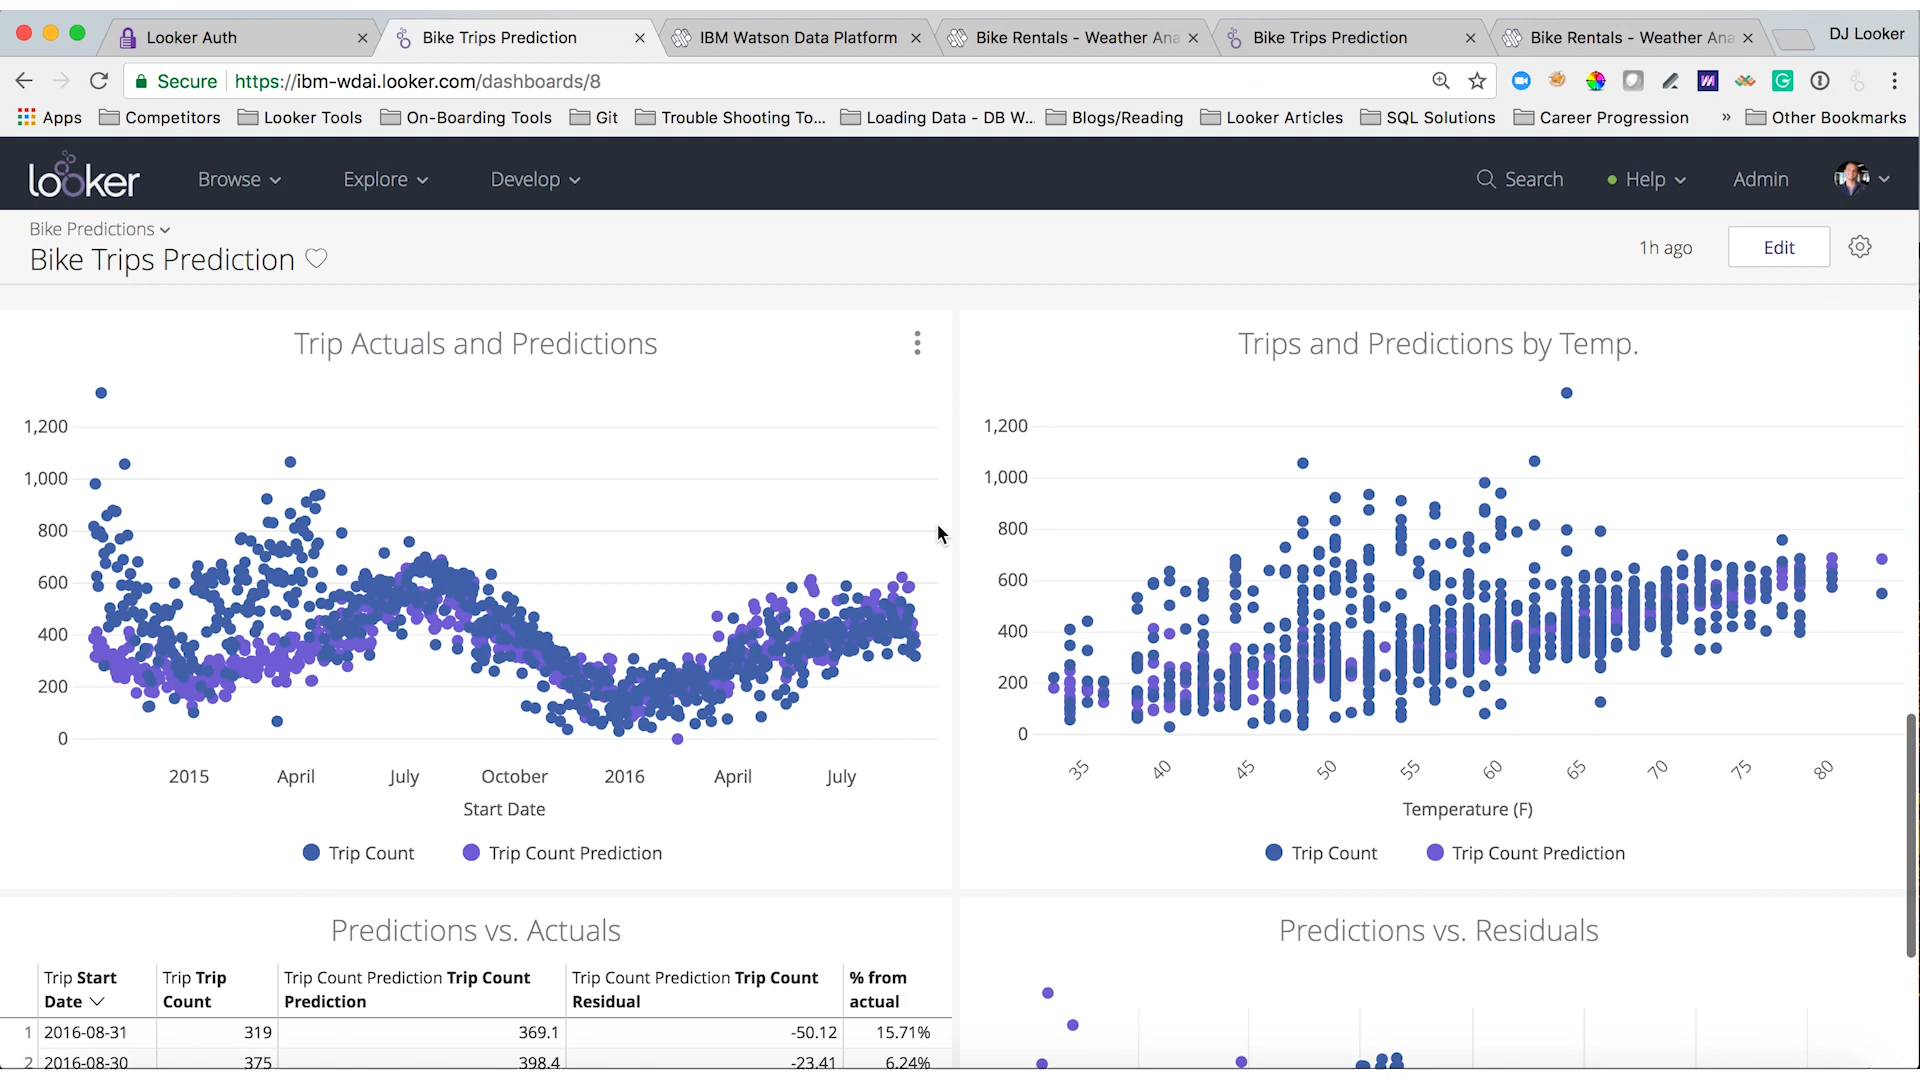 Looker Auth
Bike Trips Prediction
IBM Watson Data Platform
Bike Rentals - Weather Ana
Bike Trips Prediction
Bike Rentals - Weather Ana
DJ Looker
Secure https://ibm-wdai.looker.com/dashboards/8
Apps Competitors Looker Tools On-Boarding Tools Git Trouble Shooting To... Loading Data - DB W... Blogs/Reading Looker Articles SQL Solutions Career Progression » Other Bookmarks
looker Browse Explore Develop Search Help Admin
Bike Predictions
Bike Trips Prediction
1h ago Edit
Trip Actuals and Predictions
1,200
1,000
800
600
400
200
0
2015 April July October 2016 April July
Start Date
Trip Count Trip Count Prediction
Trips and Predictions by Temp.
1,200
1,000
800
600
400
200
0
35 40 45 50 55 60 65 70 75 80
Temperature (F)
Trip Count Trip Count Prediction
Predictions vs. Actuals
Trip Start Date Trip Trip Count Trip Count Prediction Trip Count Prediction Trip Count Prediction Trip Count Residual % from actual
1 2016-08-31 319 369.1 -50.12 15.71%
2 2016-08-30 375 398.4 -23.41 6.24%
Predictions vs. Residuals